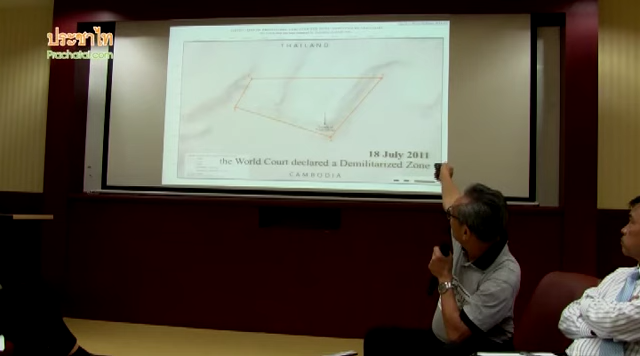 ประชาไท
Prachatai.com
THAILAND
18 July 2011
the World Court declared a Demilitarized Zone
CAMBODIA